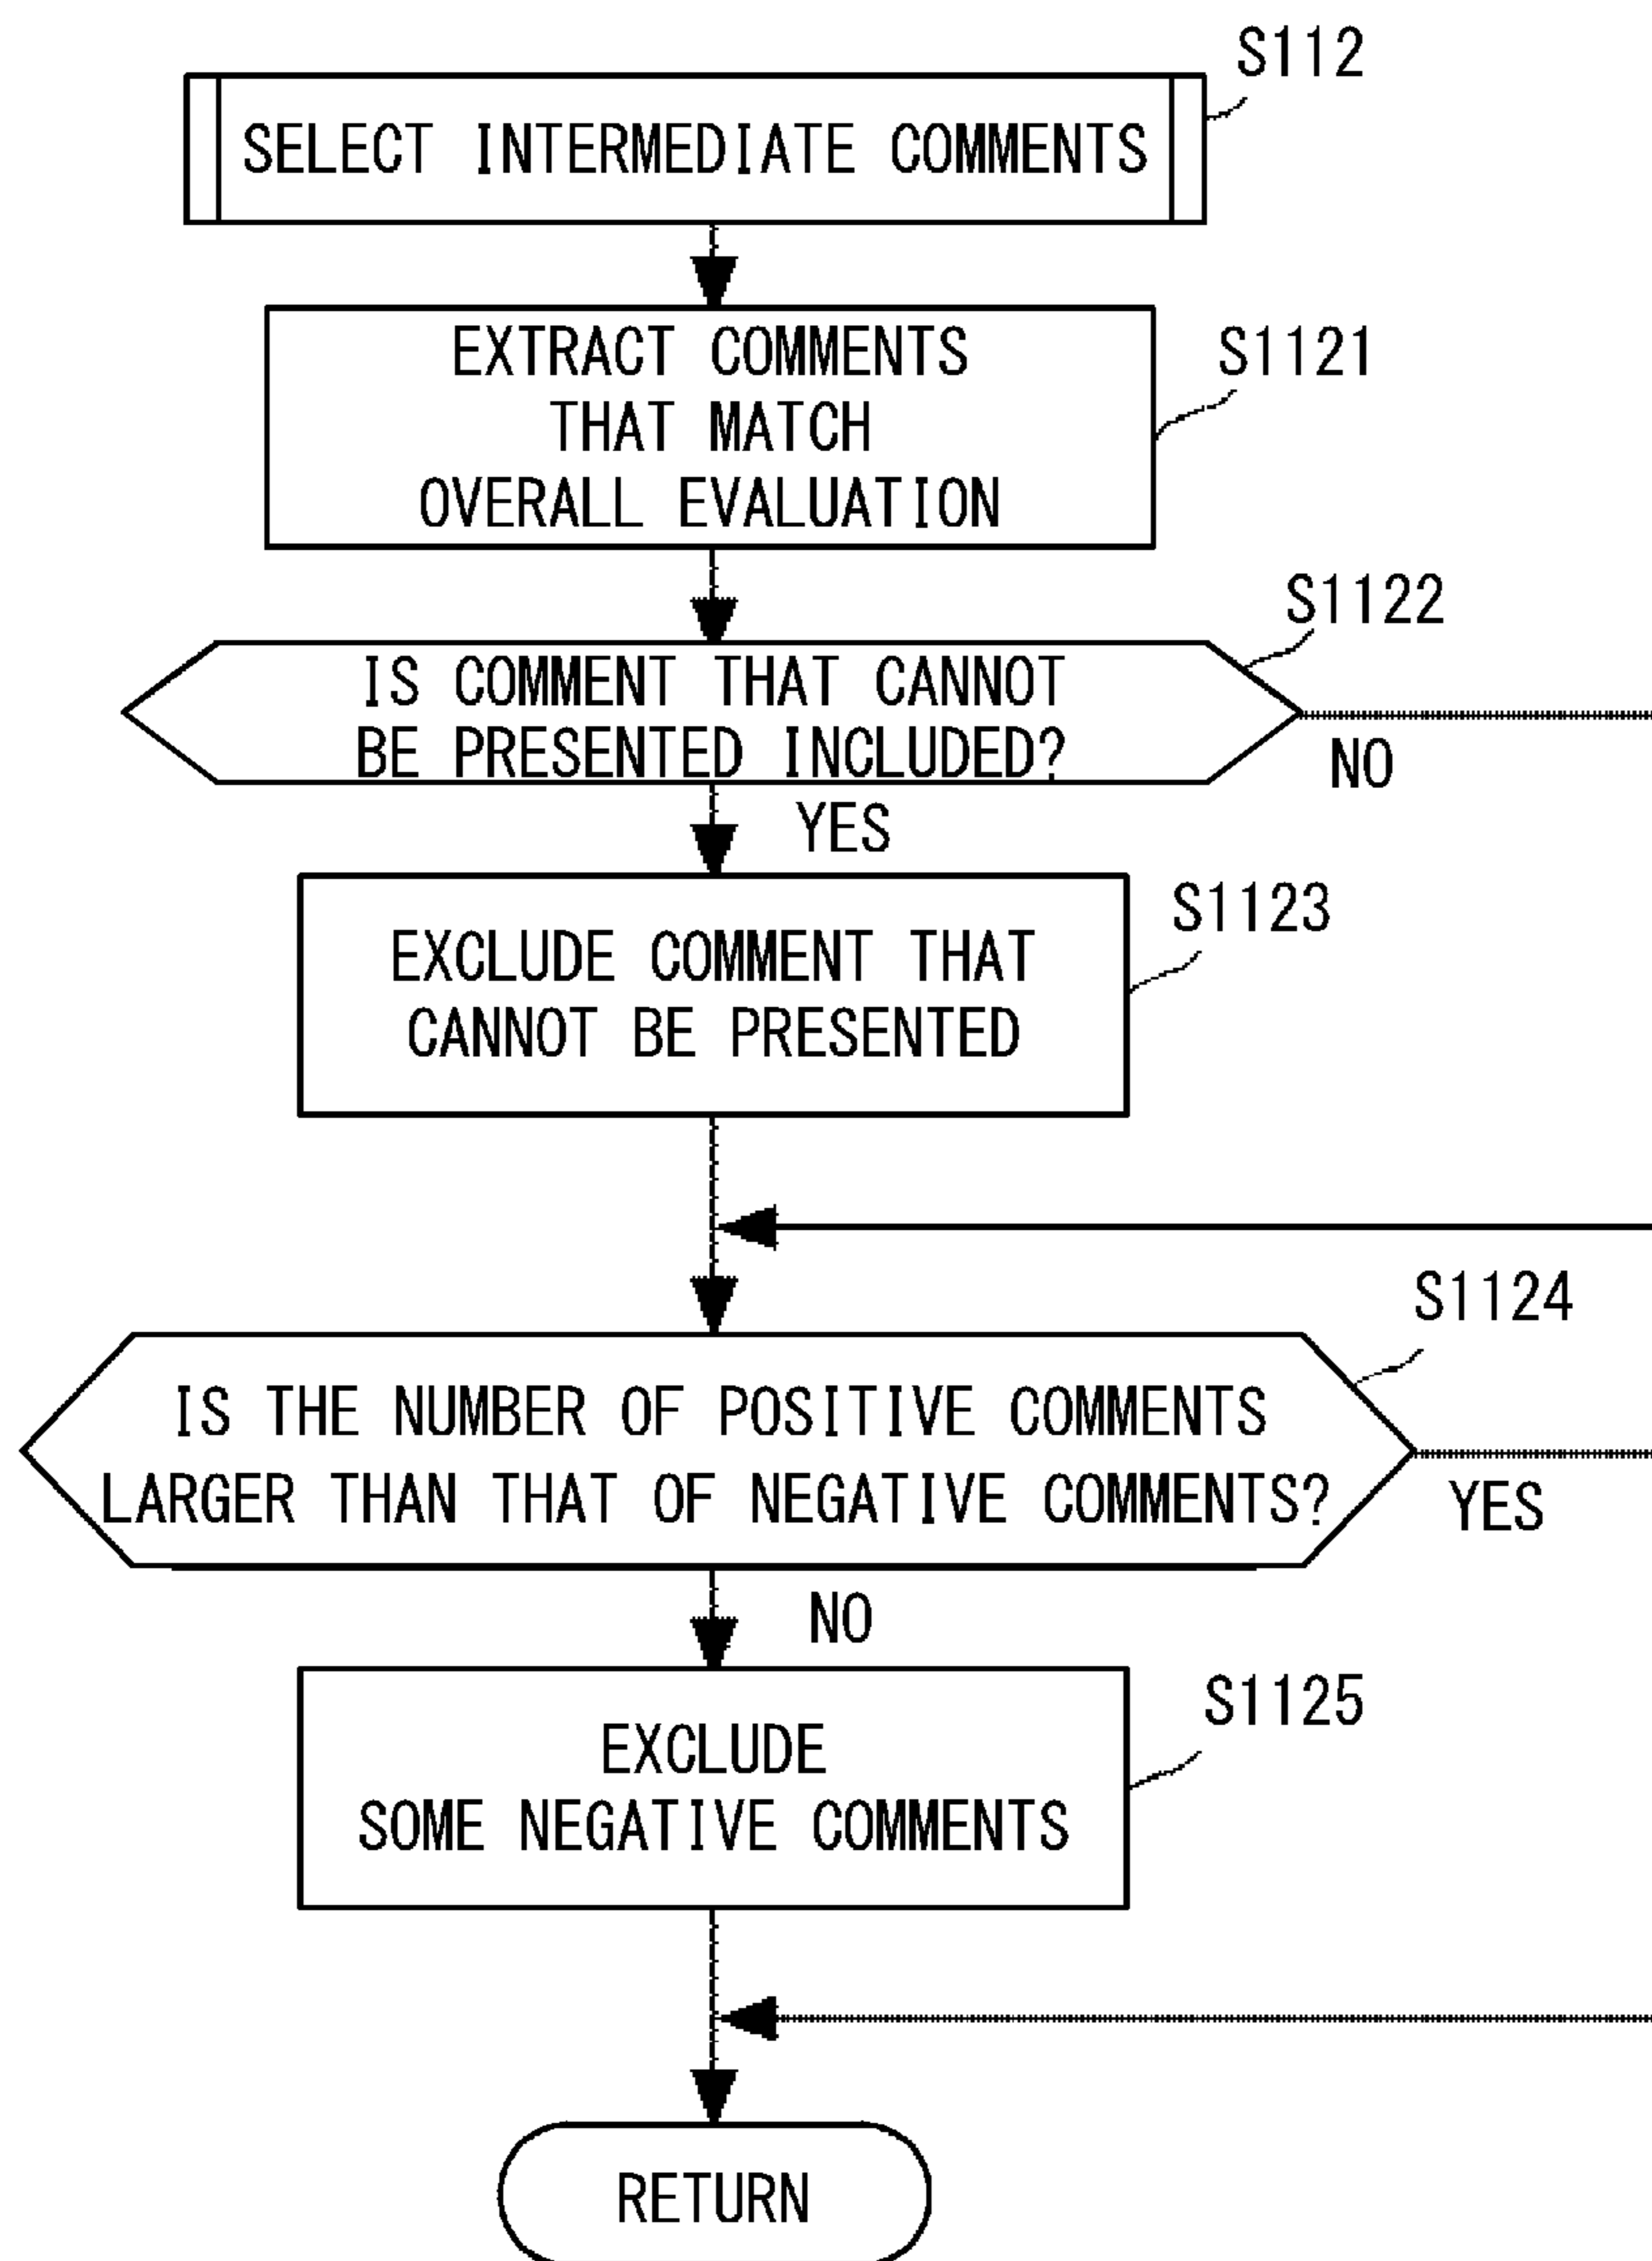 S112
SELECT INTERMEDIATE COMMENTS
EXTRACT COMMENTS
THAT MATCH
OVERALL EVALUATION
S1121
S1122
IS COMMENT THAT CANNOT
BE PRESENTED INCLUDED?
NO
YES
S1123
EXCLUDE COMMENT THAT
CANNOT BE PRESENTED
S1124
IS THE NUMBER OF POSITIVE COMMENTS
LARGER THAN THAT OF NEGATIVE COMMENTS?
YES
NO
S1125
EXCLUDE
SOME NEGATIVE COMMENTS
RETURN